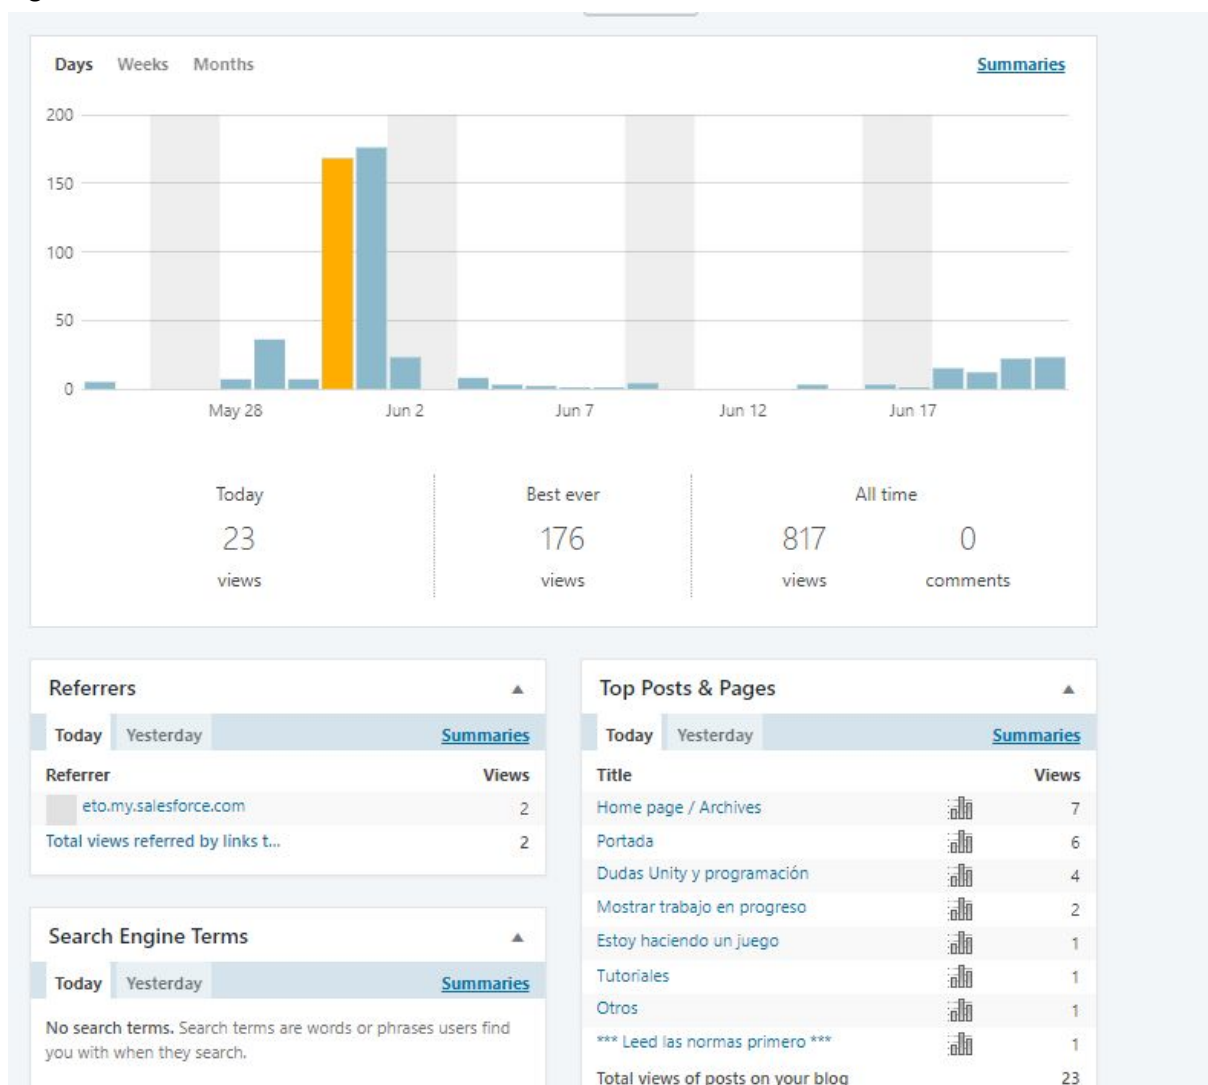 Days Weeks Months Summaries
200
150
100
50
0
May 28 Jun 2 Jun 7 Jun 12 Jun 17
Today Best ever All time
23 176 817 0
views views views comments
Referrers
Today Yesterday Summaries
Referrer Views
eto.my.salesforce.com 2
Total views referred by links t... 2
Search Engine Terms
Today Yesterday Summaries
No search terms. Search terms are words or phrases users find
you with when they search.
Top Posts & Pages
Today Yesterday Summaries
Title Views
Home page / Archives 7
Portada 6
Dudas Unity y programación 4
Mostrar trabajo en progreso 2
Estoy haciendo un juego 1
Tutoriales 1
Otros 1
*** Leed las normas primero *** 1
Total views of posts on your blog 23